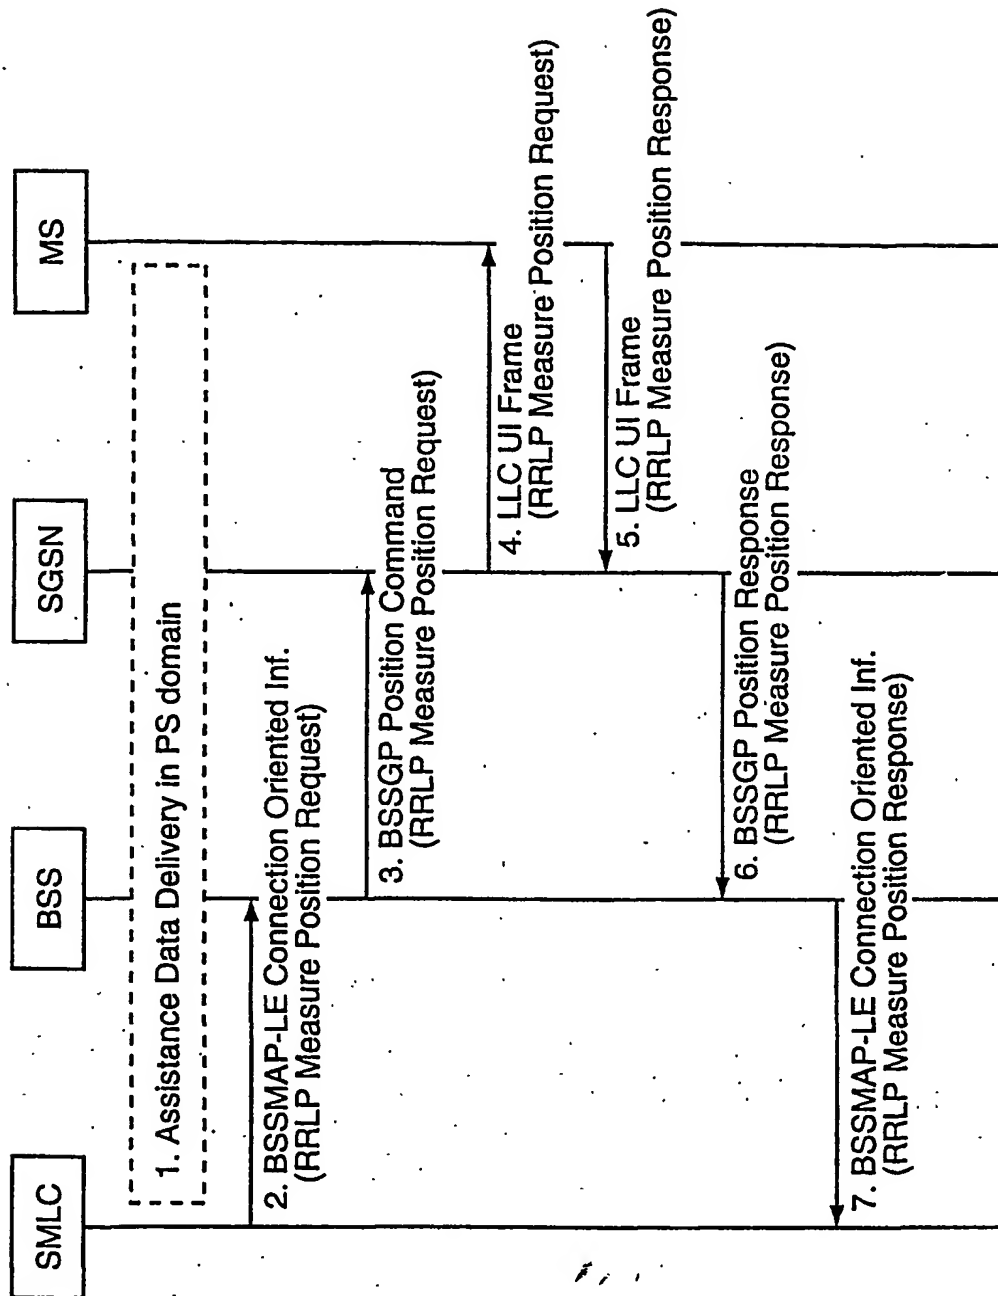 SMLC
BSS
SGSN
MS
1. Assistance Data Delivery in PS domain
2. BSSMAP-LE Connection Oriented Inf.
(RRLP Measure Position Request)
3. BSSGP Position Command
(RRLP Measure Position Request)
4. LLC UI Frame
(RRLP Measure Position Request)
5. LLC UI Frame
(RRLP Measure Position Response)
6. BSSGP Position Response
(RRLP Measure Position Response)
7. BSSMAP-LE Connection Oriented Inf.
(RRLP Measure Position Response)